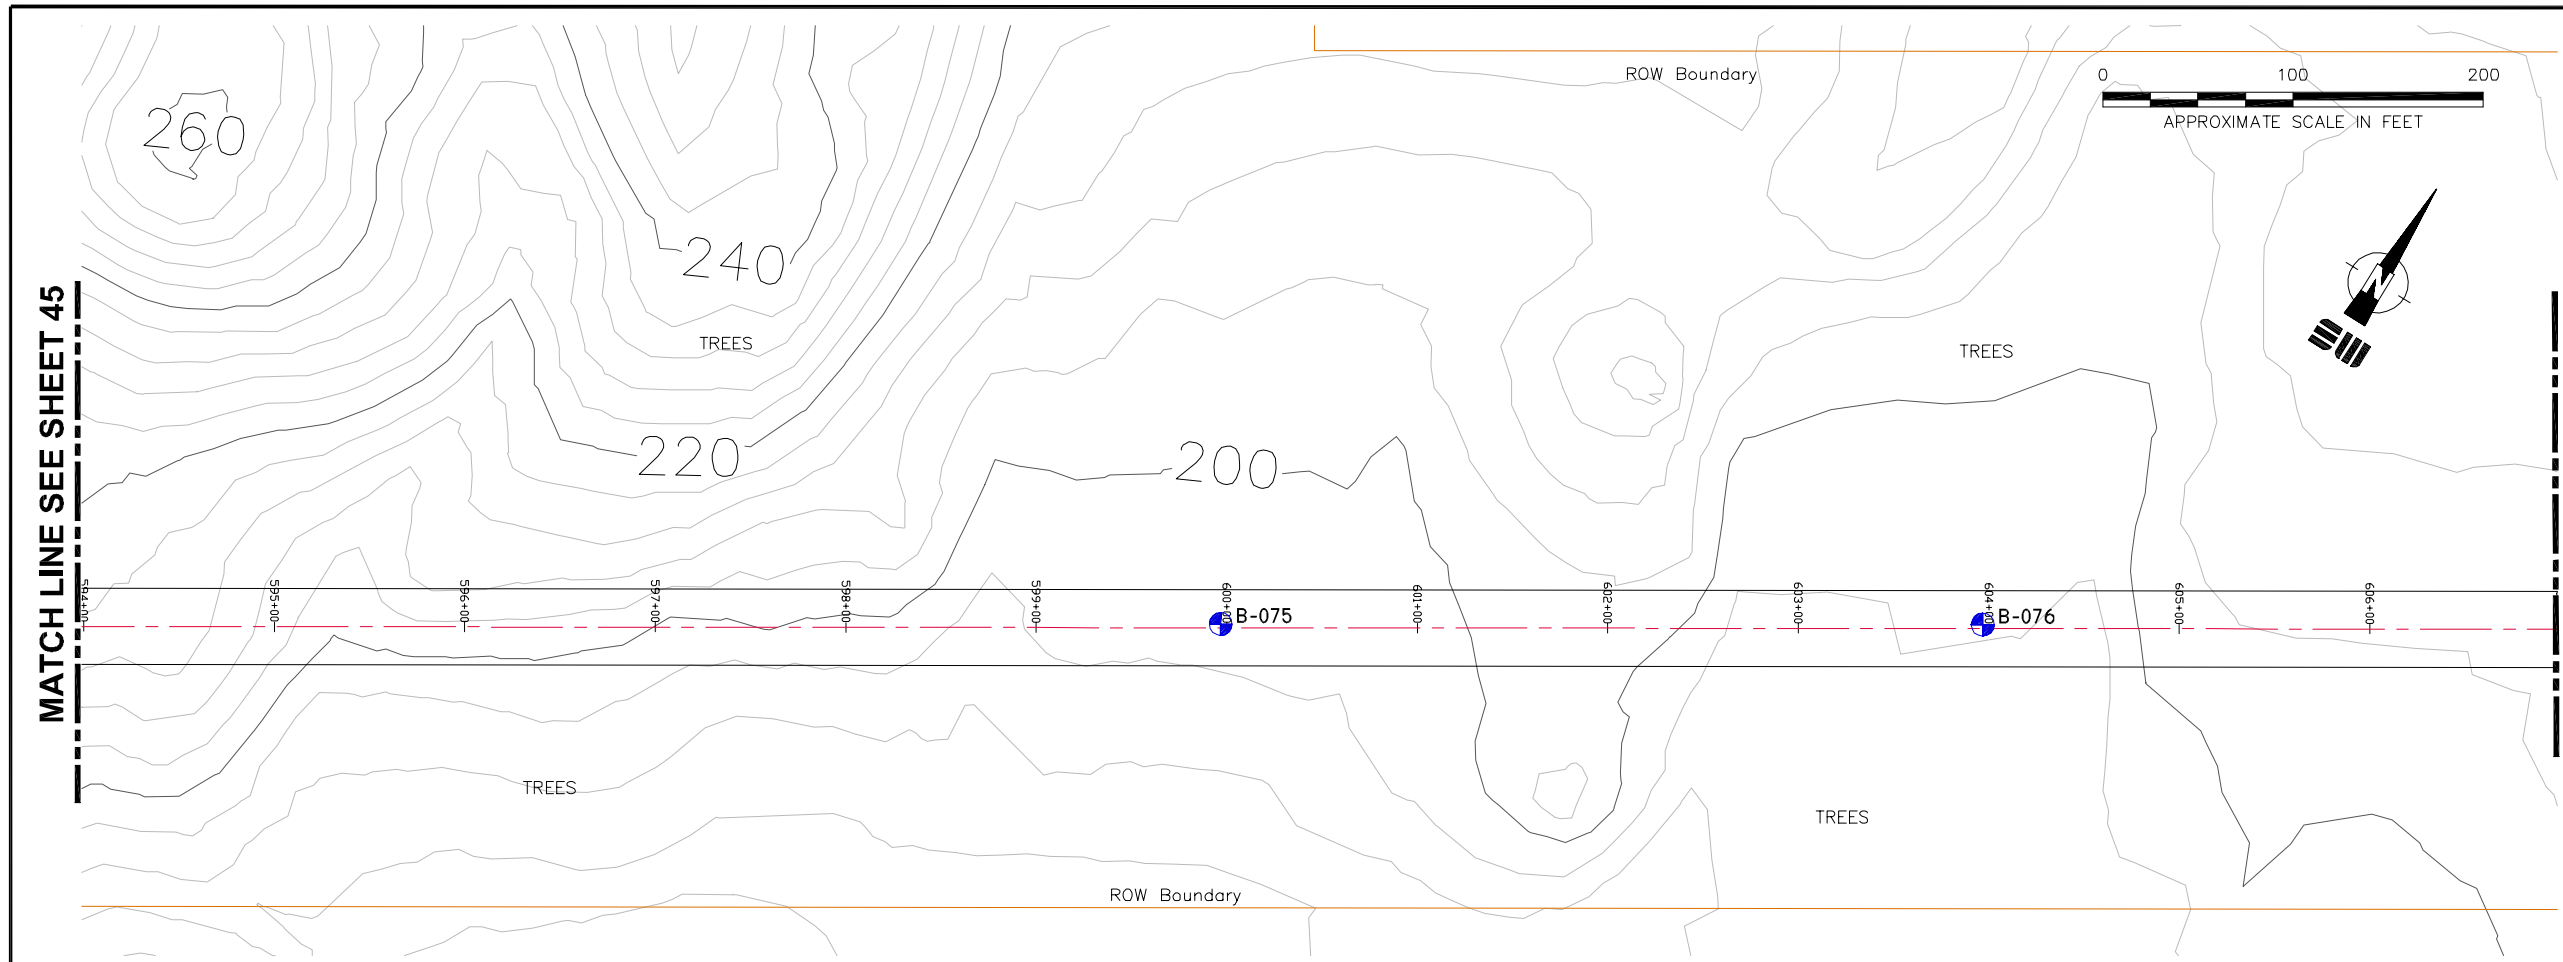 ROW Boundary
0 100 200
APPROXIMATE SCALE IN FEET
260
240
TREES
TREES
MATCH LINE SEE SHEET 45
220
200
594+00
595+00
596+00
597+00
598+00
599+00
600+00
601+00
602+00
603+00
604+00
605+00
606+00
B-075
B-076
TREES
TREES
ROW Boundary